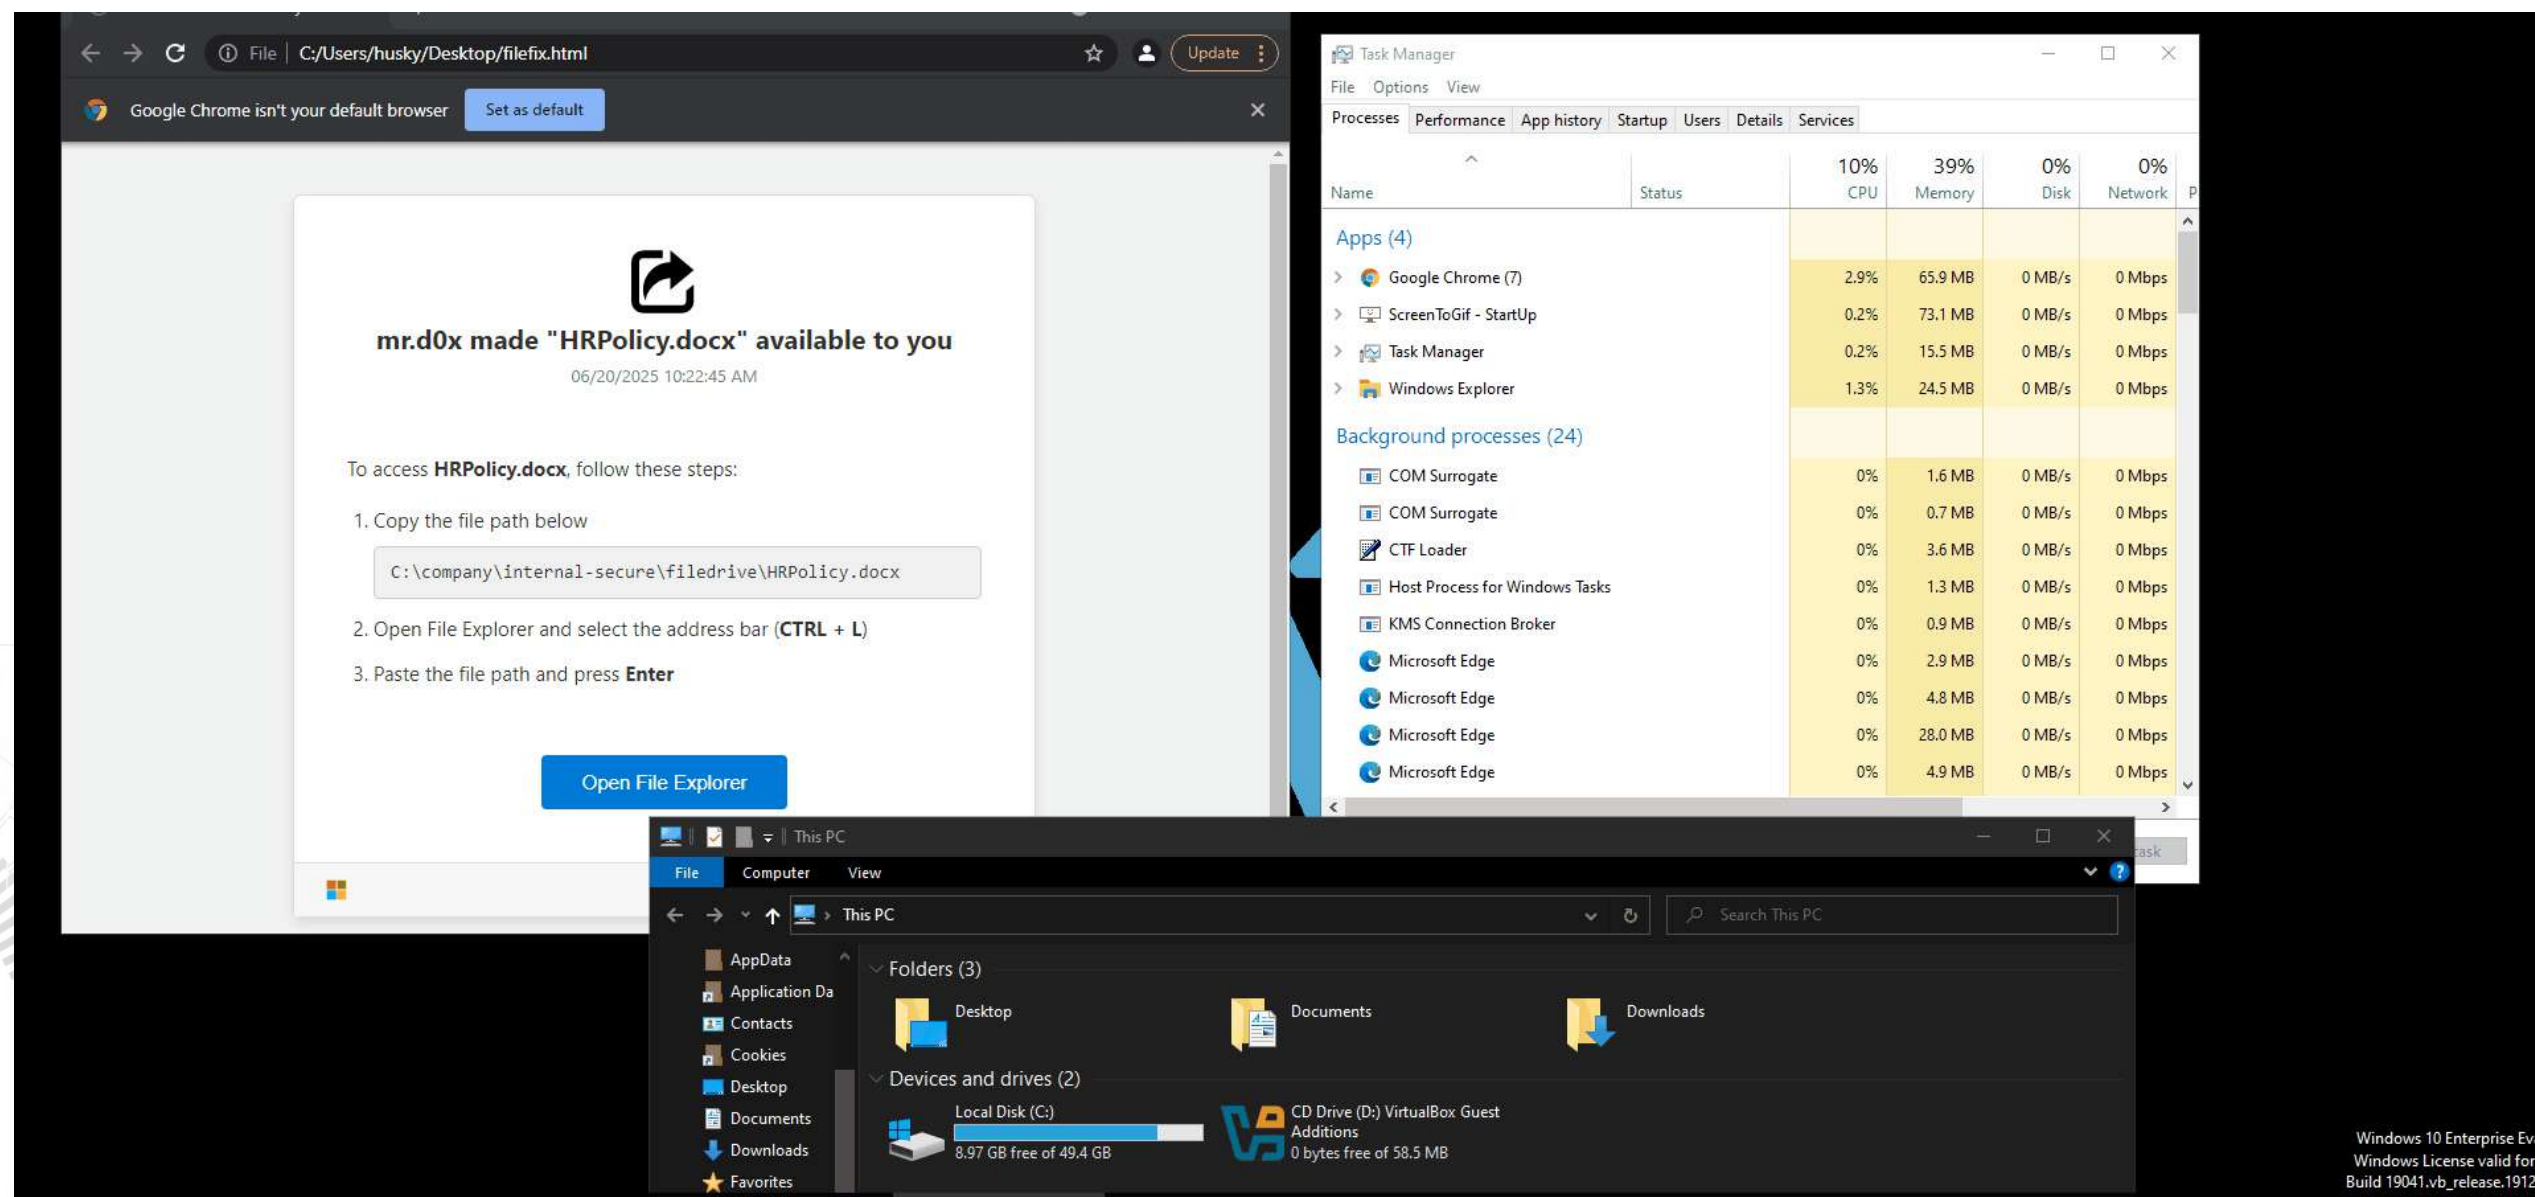 File | C:/Users/husky/Desktop/filefix.html
Update
Google Chrome isn't your default browser
Set as default
mr.d0x made "HRPolicy.docx" available to you
06/20/2025 10:22:45 AM
To access HRPolicy.docx, follow these steps:
1. Copy the file path below
C:\company\internal-secure\filedrive\HRPolicy.docx
2. Open File Explorer and select the address bar (CTRL + L)
3. Paste the file path and press Enter
Open File Explorer
Task Manager
File Options View
Processes Performance App history Startup Users Details Services
10% 39% 0% 0%
Name Status CPU Memory Disk Network P
Apps (4)
Google Chrome (7) 2.9% 65.9 MB 0 MB/s 0 Mbps
ScreenToGif - StartUp 0.2% 73.1 MB 0 MB/s 0 Mbps
Task Manager 0.2% 15.5 MB 0 MB/s 0 Mbps
Windows Explorer 1.3% 24.5 MB 0 MB/s 0 Mbps
Background processes (24)
COM Surrogate 0% 1.6 MB 0 MB/s 0 Mbps
COM Surrogate 0% 0.7 MB 0 MB/s 0 Mbps
CTF Loader 0% 3.6 MB 0 MB/s 0 Mbps
Host Process for Windows Tasks 0% 1.3 MB 0 MB/s 0 Mbps
KMS Connection Broker 0% 0.9 MB 0 MB/s 0 Mbps
Microsoft Edge 0% 2.9 MB 0 MB/s 0 Mbps
Microsoft Edge 0% 4.8 MB 0 MB/s 0 Mbps
Microsoft Edge 0% 28.0 MB 0 MB/s 0 Mbps
Microsoft Edge 0% 4.9 MB 0 MB/s 0 Mbps
task
This PC
File Computer View
This PC
Search This PC
AppData
Application Da
Contacts
Cookies
Desktop
Documents
Downloads
Favorites
Folders (3)
Desktop
Documents
Downloads
Devices and drives (2)
Local Disk (C:)
8.97 GB free of 49.4 GB
CD Drive (D:) VirtualBox Guest
Additions
0 bytes free of 58.5 MB
Windows 10 Enterprise Ev
Windows License valid for
Build 19041.vb_release.1912